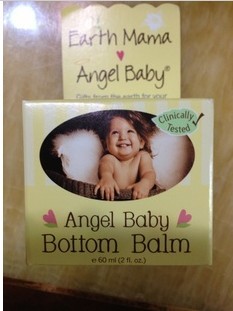 Earth Mama
Angel Baby®
Clinically
Tested
Angel Baby
Bottom Balm
e 60 ml (2 fl. oz.)